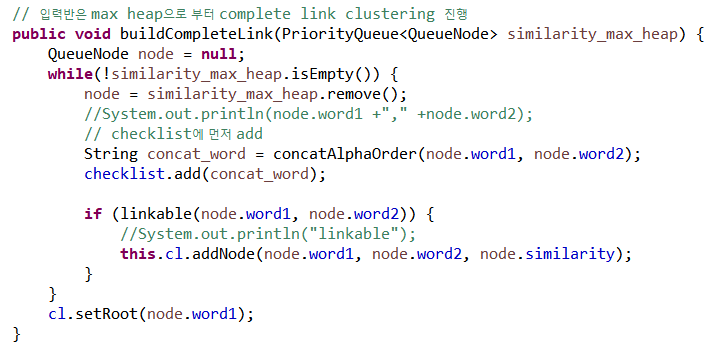 // 입력반은 max heap으로 부터 complete link clustering 진행
public void buildCompleteLink(PriorityQueue<QueueNode> similarity_max_heap) {
    QueueNode node = null;
    while(!similarity_max_heap.isEmpty()) {
        node = similarity_max_heap.remove();
        //System.out.println(node.word1 +"," +node.word2);
        // checklist에 먼저 add
        String concat_word = concatAlphaOrder(node.word1, node.word2);
        checklist.add(concat_word);

        if (linkable(node.word1, node.word2)) {
            //System.out.println("linkable");
            this.cl.addNode(node.word1, node.word2, node.similarity);
        }
    }
    cl.setRoot(node.word1);
}